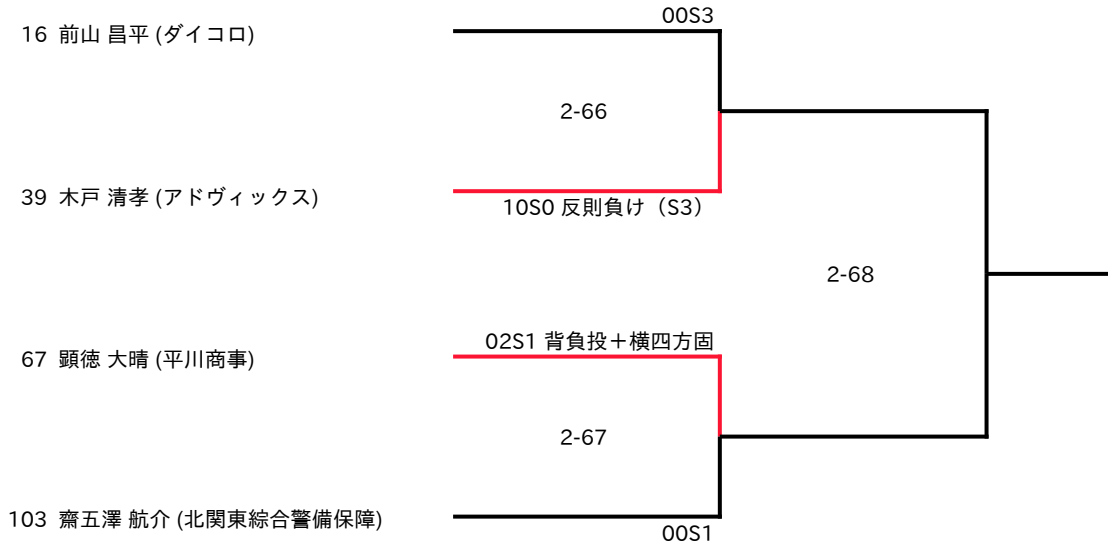 00S3
16 前山 昌平 (ダイコロ)
2-66
39 木戸 清孝 (アドヴィックス)
10S0 反則負け（S3）
2-68
02S1 背負投＋横四方固
67 顕徳 大晴 (平川商事)
2-67
103 齋五澤 航介 (北関東綜合警備保障)
00S1